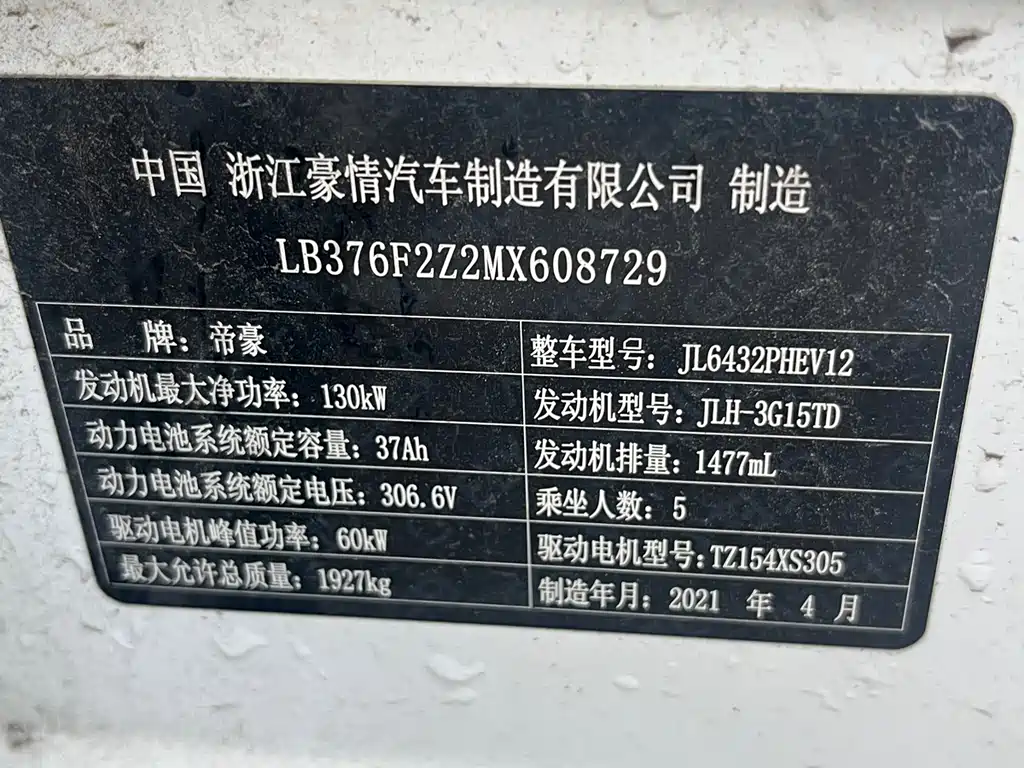 中国 浙江豪情汽车制造有限公司 制造
LB376F2Z2MX608729
品 牌：帝豪
整车型号：JL6432PHEV12
发动机最大净功率：130kW
发动机型号：JLH-3G15TD
动力电池系统额定容量：37Ah
发动机排量：1477mL
动力电池系统额定电压：306.6V
乘坐人数：5
驱动电机峰值功率：60kW
驱动电机型号：TZ154XS305
最大允许总质量：1927kg
制造年月：2021 年 4 月